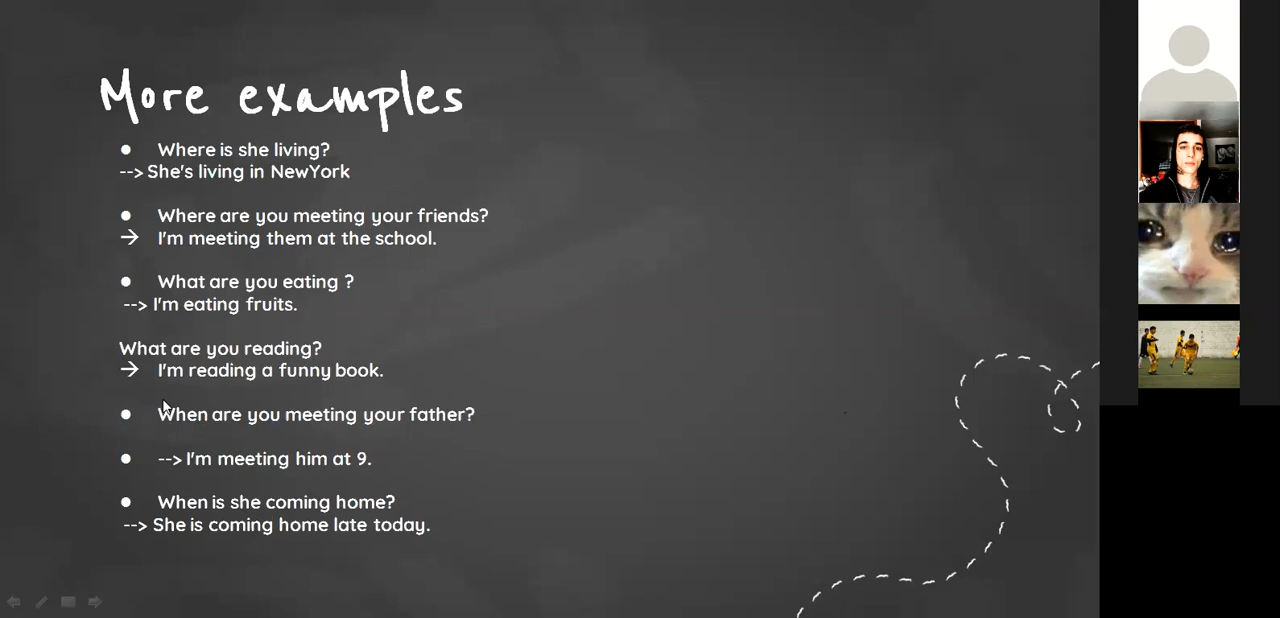 More examples
● Where is she living?
--> She's living in NewYork
● Where are you meeting your friends?
→ I'm meeting them at the school.
● What are you eating ?
--> I'm eating fruits.
What are you reading?
→ I'm reading a funny book.
● When are you meeting your father?
● --> I'm meeting him at 9.
● When is she coming home?
--> She is coming home late today.